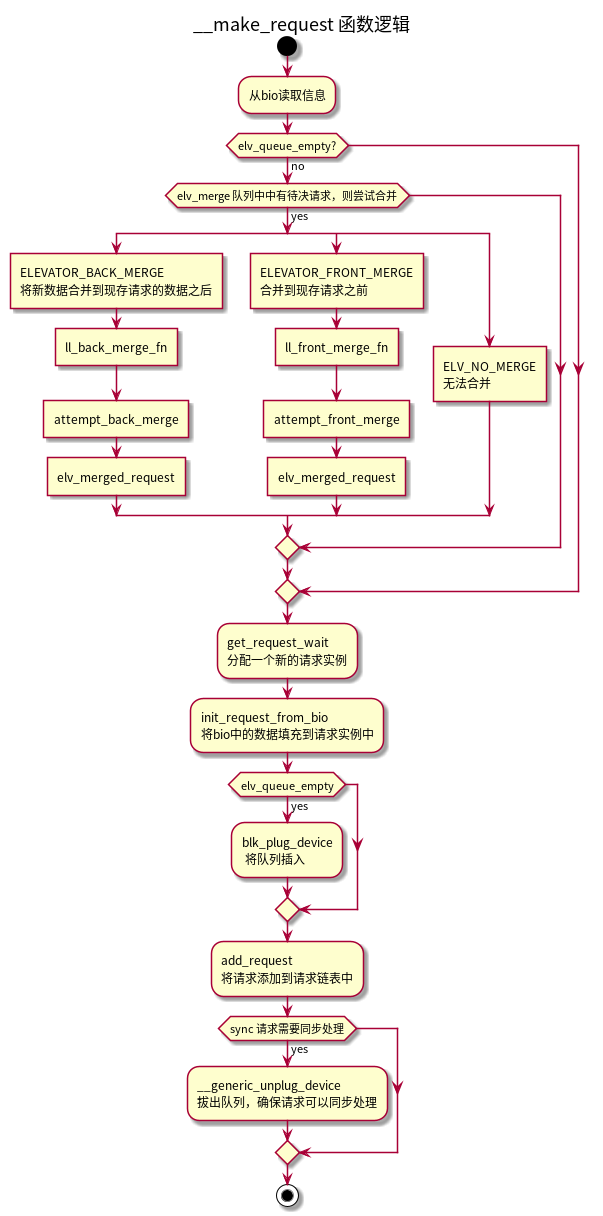 __make_request 函数逻辑
从bio读取信息
elv_queue_empty?
no
elv_merge 队列中中有待决请求，则尝试合并
yes
ELEVATOR_BACK_MERGE
将新数据合并到现存请求的数据之后
ll_back_merge_fn
attempt_back_merge
elv_merged_request
ELEVATOR_FRONT_MERGE
合并到现存请求之前
ll_front_merge_fn
attempt_front_merge
elv_merged_request
ELV_NO_MERGE
无法合并
get_request_wait
分配一个新的请求实例
init_request_from_bio
将bio中的数据填充到请求实例中
elv_queue_empty
yes
blk_plug_device
将队列插入
add_request
将请求添加到请求链表中
sync 请求需要同步处理
yes
__generic_unplug_device
拔出队列，确保请求可以同步处理